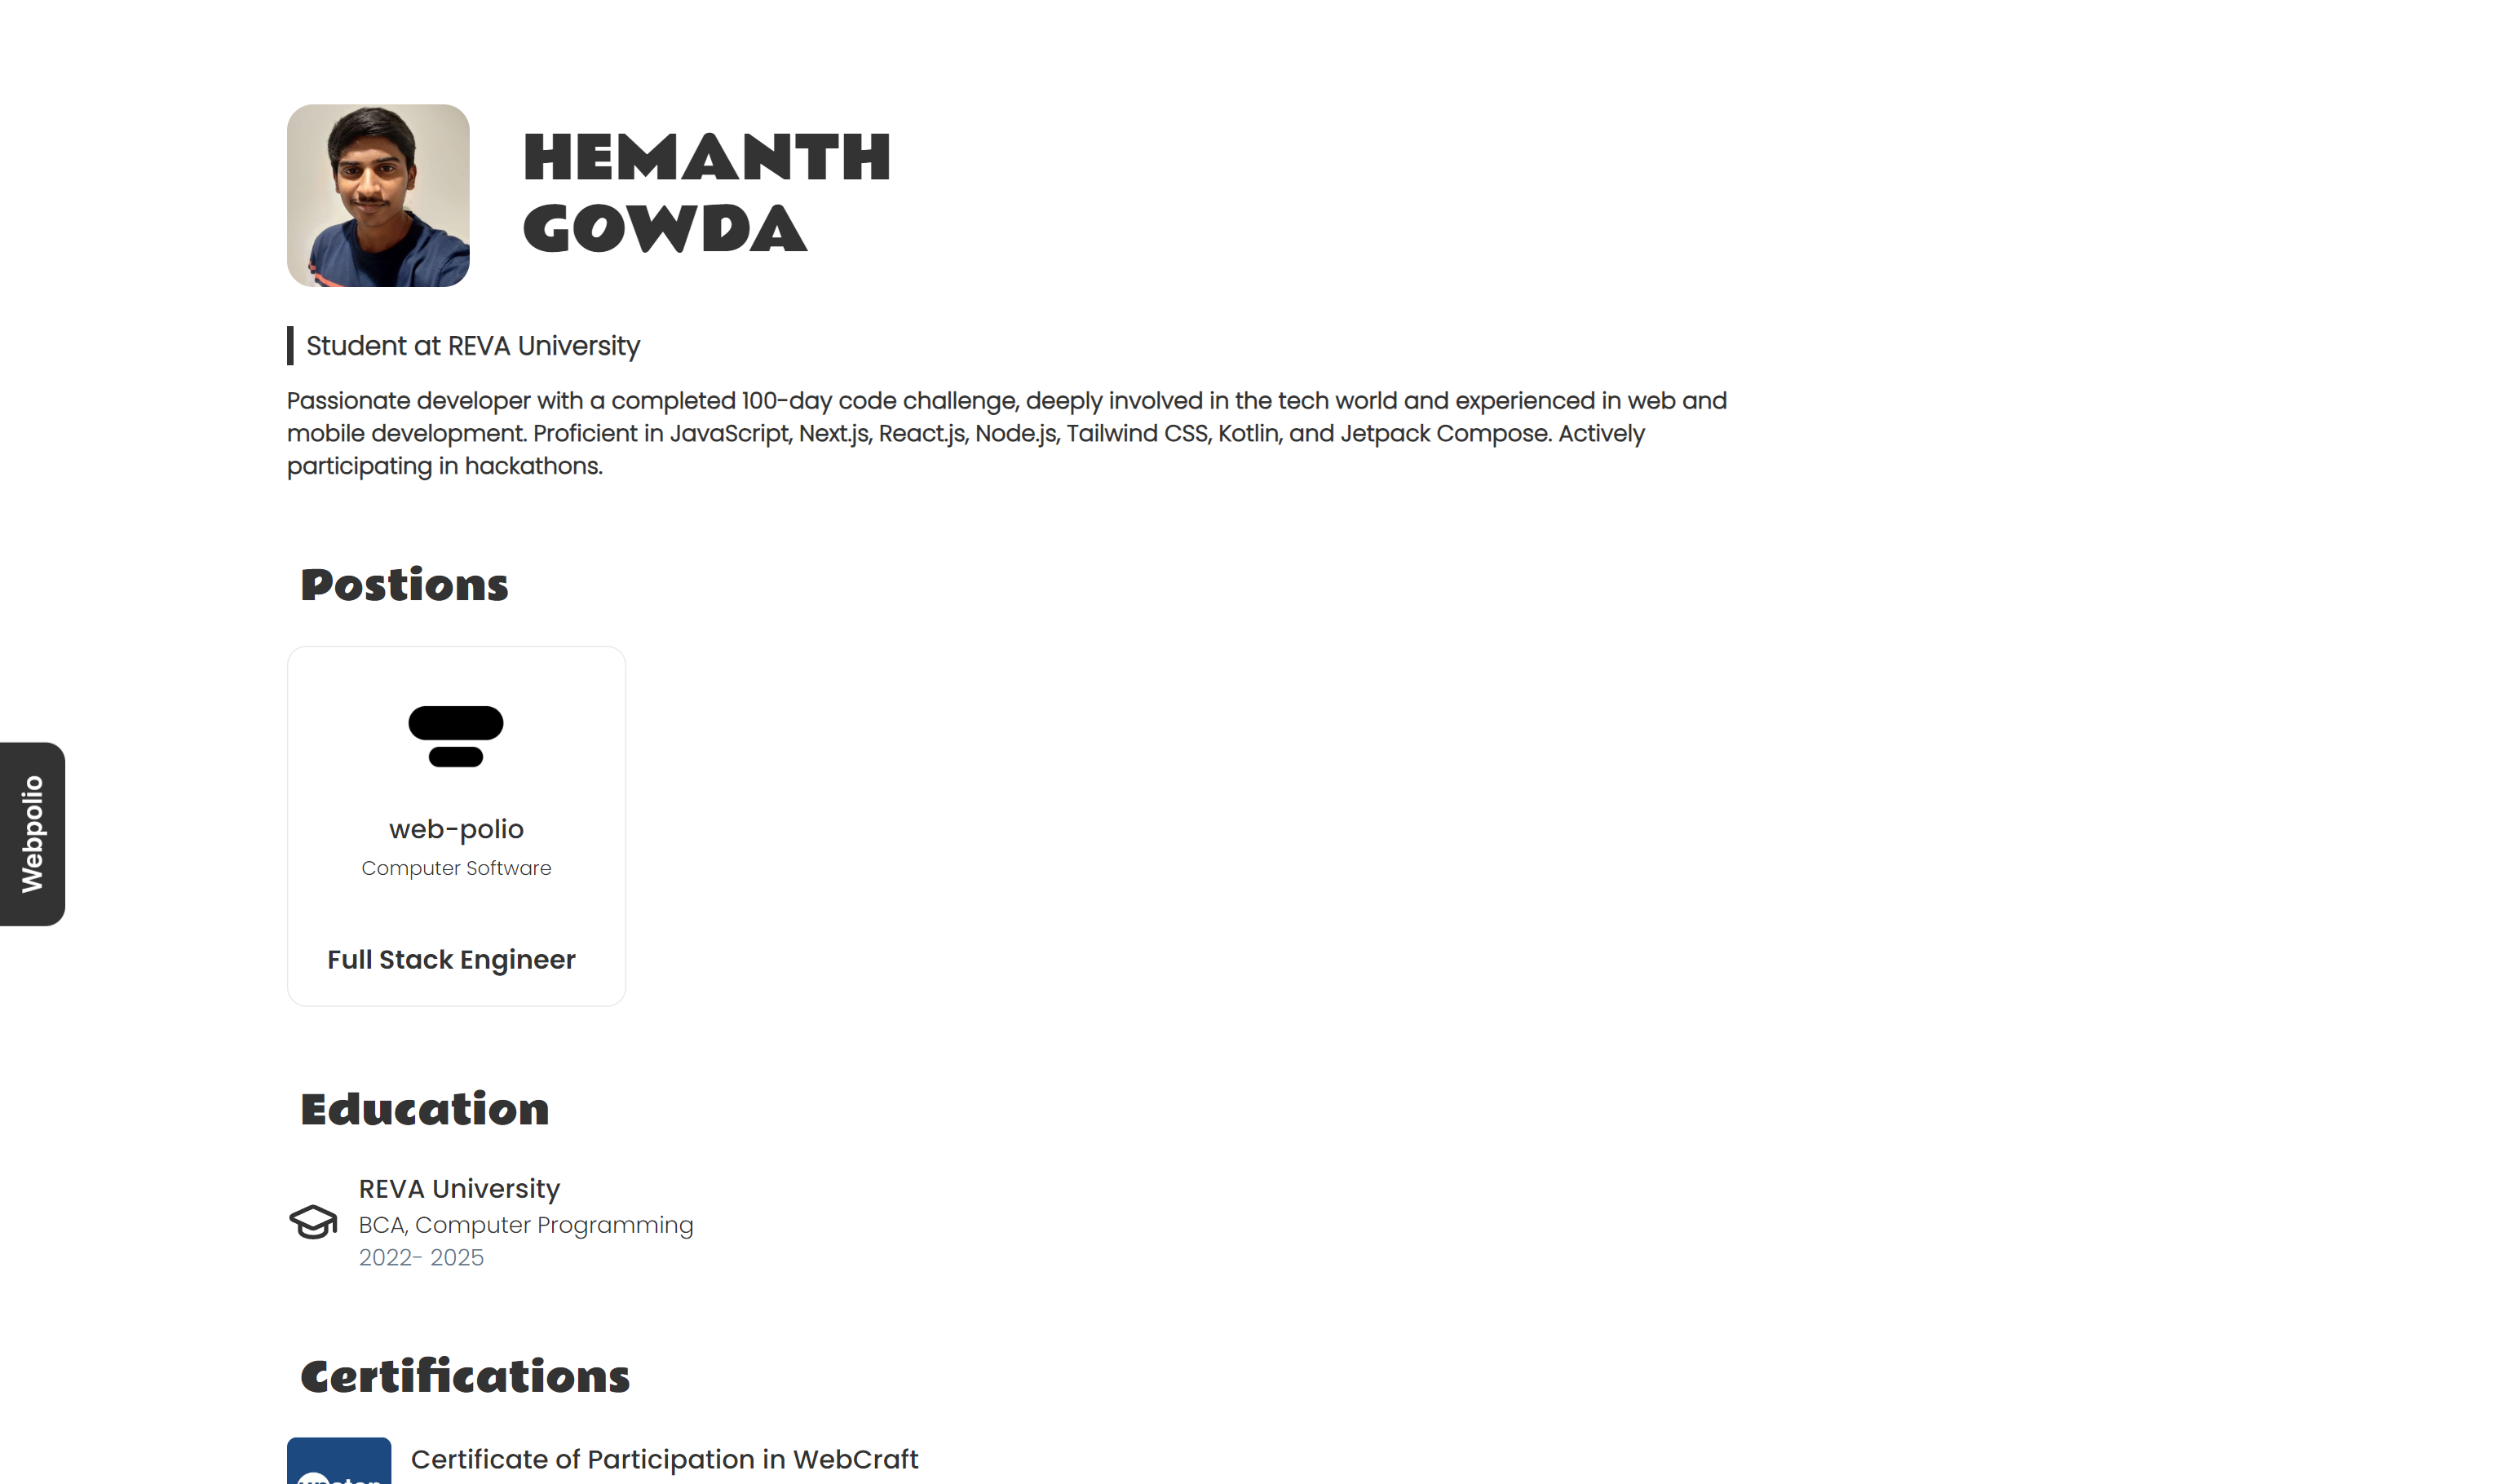 HEMANTH
GOWDA
Student at REVA University
Passionate developer with a completed 100-day code challenge, deeply involved in the tech world and experienced in web and
mobile development. Proficient in JavaScript, Next.js, React.js, Node.js, Tailwind CSS, Kotlin, and Jetpack Compose. Actively
participating in hackathons.
Postions
web-polio
Computer Software
Full Stack Engineer
Webpolio
Education
REVA University
BCA, Computer Programming
2022- 2025
Certifications
Certificate of Participation in WebCraft